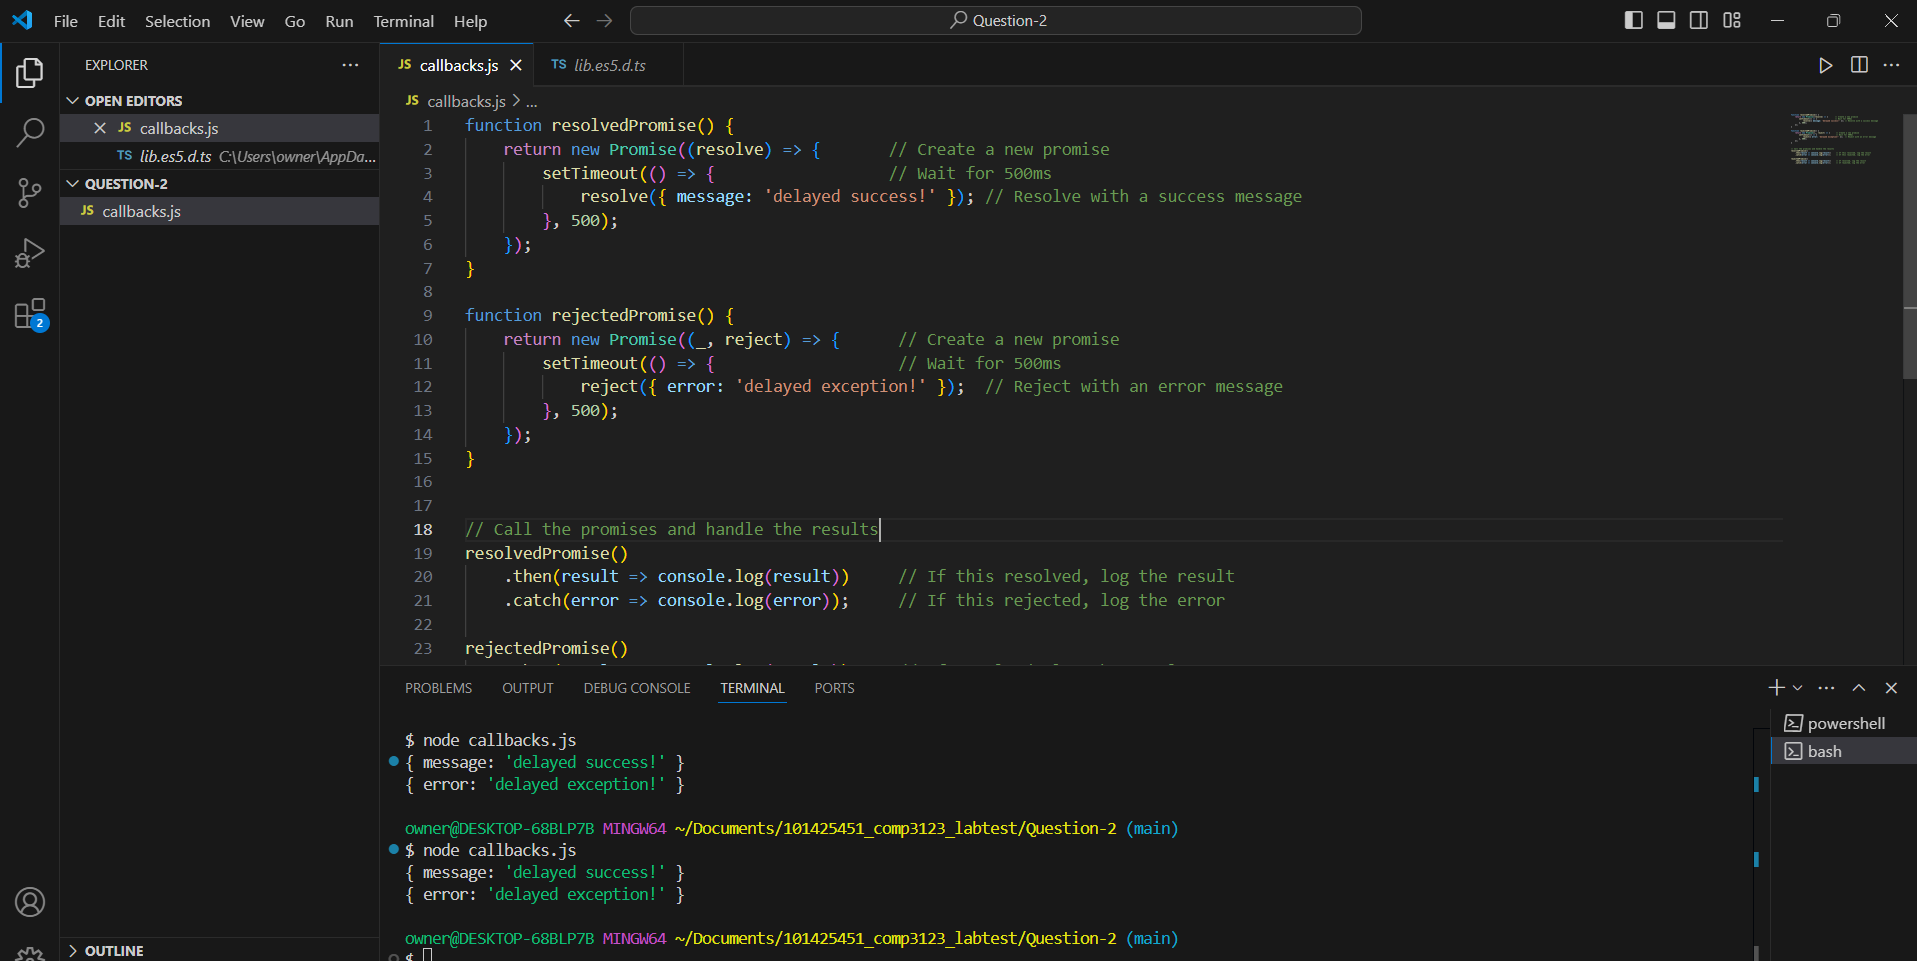 File Edit Selection View Go Run Terminal Help
Question-2
EXPLORER
OPEN EDITORS
JS callbacks.js
TS lib.es5.d.ts C:\Users\owner\AppDa...
QUESTION-2
JS callbacks.js
2
OUTLINE
JS callbacks.js
TS lib.es5.d.ts
JS callbacks.js > ...
1 function resolvedPromise() {
2 return new Promise((resolve) => { // Create a new promise
3 setTimeout(() => { // Wait for 500ms
4 resolve({ message: 'delayed success!' }); // Resolve with a success message
5 }, 500);
6 });
7 }
8
9 function rejectedPromise() {
10 return new Promise((_, reject) => { // Create a new promise
11 setTimeout(() => { // Wait for 500ms
12 reject({ error: 'delayed exception!' }); // Reject with an error message
13 }, 500);
14 });
15 }
16
17
18 // Call the promises and handle the results
19 resolvedPromise()
20 .then(result => console.log(result)) // If this resolved, log the result
21 .catch(error => console.log(error)); // If this rejected, log the error
22
23 rejectedPromise()
PROBLEMS OUTPUT DEBUG CONSOLE TERMINAL PORTS
$ node callbacks.js
{ message: 'delayed success!' }
{ error: 'delayed exception!' }
owner@DESKTOP-68BLP7B MINGW64 ~/Documents/101425451_comp3123_labtest/Question-2 (main)
$ node callbacks.js
{ message: 'delayed success!' }
{ error: 'delayed exception!' }
owner@DESKTOP-68BLP7B MINGW64 ~/Documents/101425451_comp3123_labtest/Question-2 (main)
$
powershell
bash